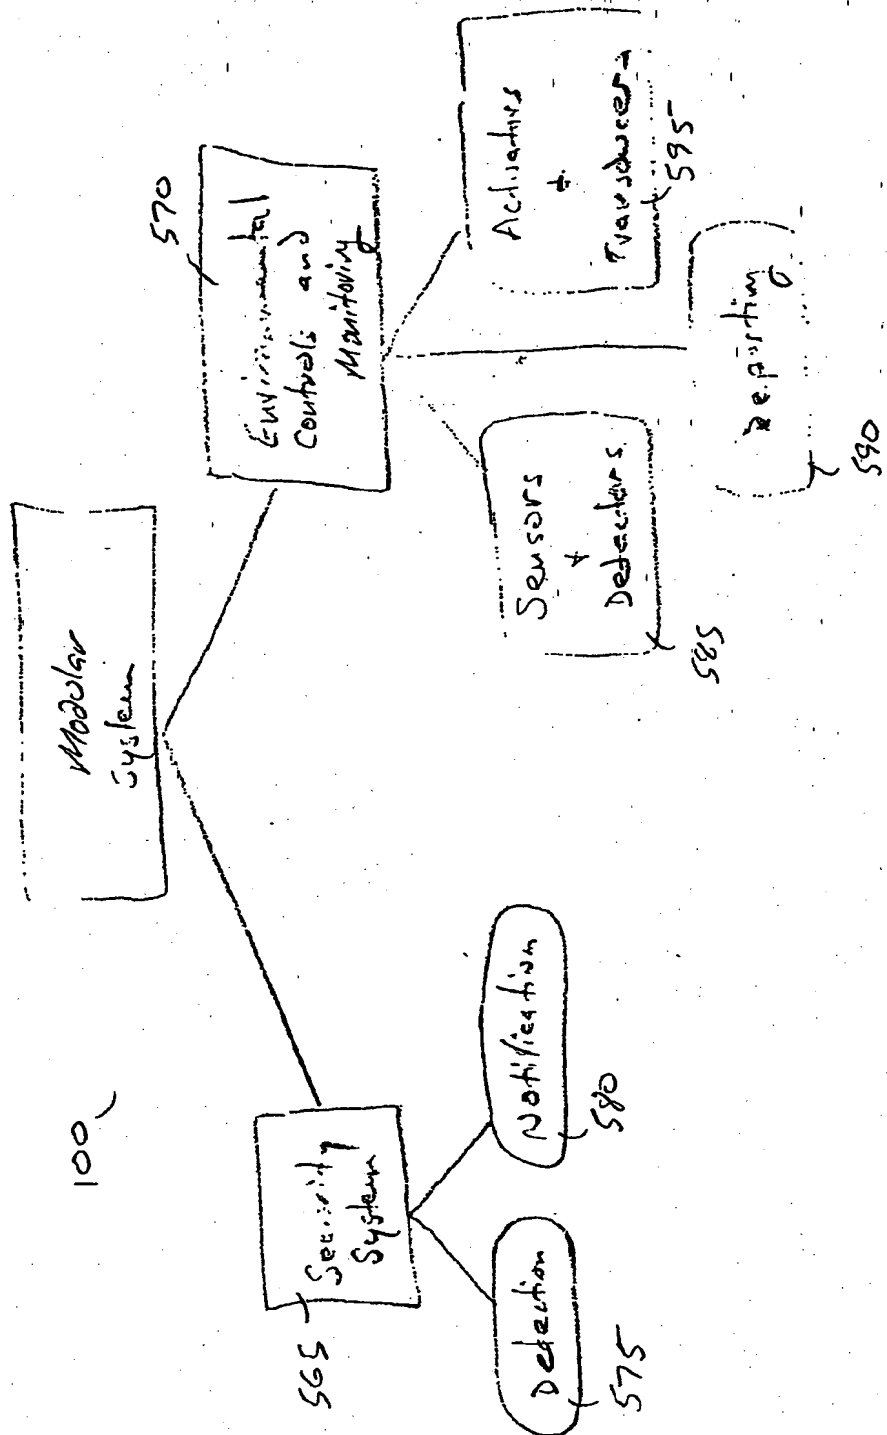 100
Modular
System
565
Security
System
570
Environmental
Controls and
Monitoring
Detection
575
Notification
580
Sensors
+
Detectors
585
Reporting
590
Activators
+
Transducers
595